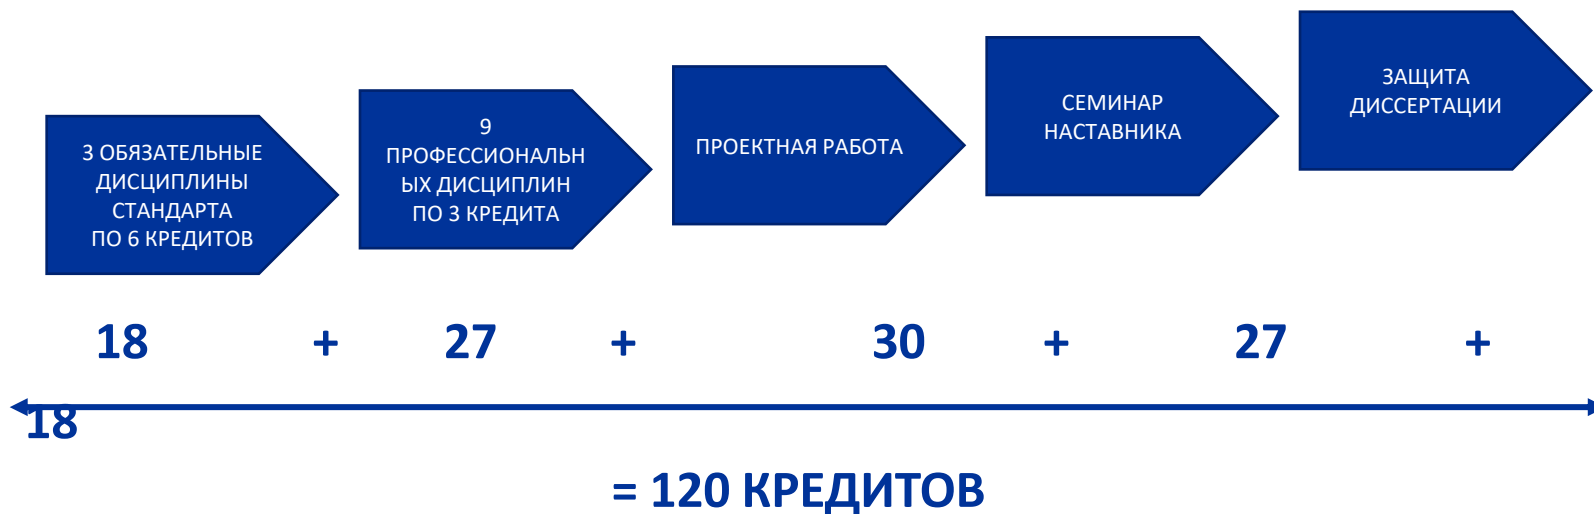 3 ОБЯЗАТЕЛЬНЫЕ
ДИСЦИПЛИНЫ
СТАНДАРТА
ПО 6 КРЕДИТОВ
9
ПРОФЕССИОНАЛЬН
ЫХ ДИСЦИПЛИН
ПО 3 КРЕДИТА
ПРОЕКТНАЯ РАБОТА
СЕМИНАР
НАСТАВНИКА
ЗАЩИТА
ДИССЕРТАЦИИ
18 + 27 + 30 + 27 +
18
= 120 КРЕДИТОВ